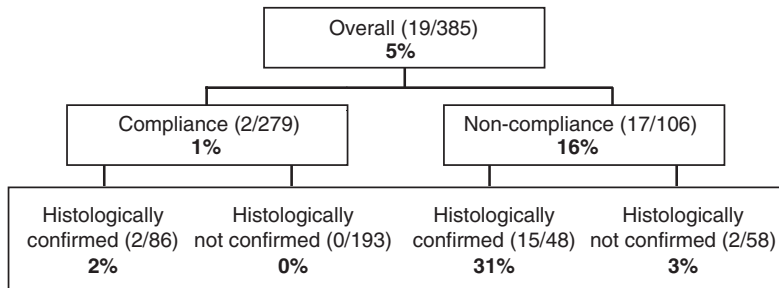 Overall (19/385)
5%
Compliance (2/279)
1%
Non-compliance (17/106)
16%
Histologically
confirmed (2/86)
2%
Histologically
not confirmed (0/193)
0%
Histologically
confirmed (15/48)
31%
Histologically
not confirmed (2/58)
3%